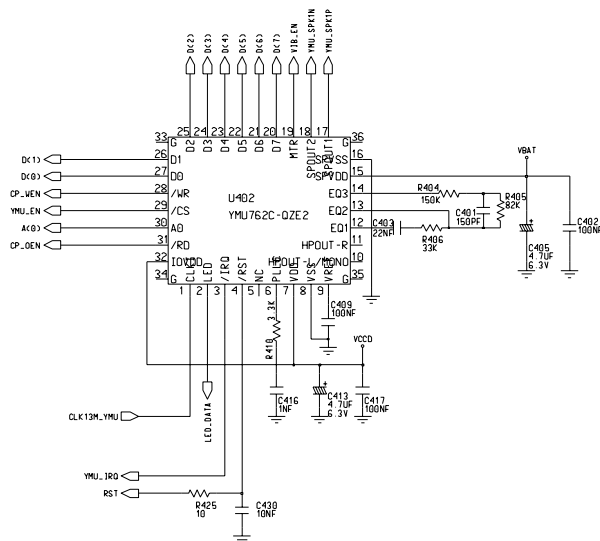 D(2) D(3) D(4) D(5) D(6) D(7) VIB_EN YMU_SPK1N YMU_SPK1P
25 24 23 22 21 20 19 18 17
33 G D2 D3 D4 D5 D6 D7 MTR SPOUT2 SPOUT1 G 36
D(1) 26 D1 SPVSS 16
D(0) 27 D0 SPVDD 15 VBAT
CP_WEN 28 /WR EQ3 14 R404 150K
YMU_EN 29 /CS EQ2 13 C401 150PF R405 82K
A(0) 30 A0 EQ1 12 C403 22NF R406 33K
CP_OEN 31 /RD HPOUT-R 11
32 IOVDD HPOUT-L/MONO 10
34 G G 35
U402
YMU762C-QZE2
C405 4.7UF 6.3V
C402 100NF
CLKI LED /IRQ /RST NC PLLC VDD VSS VREF
1 2 3 4 5 6 7 8 9
3.3K R410
C409 100NF
VCCD
C416 1NF
C413 4.7UF 6.3V
C417 100NF
LED_DATA
CLK13M_YMU
YMU_IRQ
RST
R425 10
C430 10NF